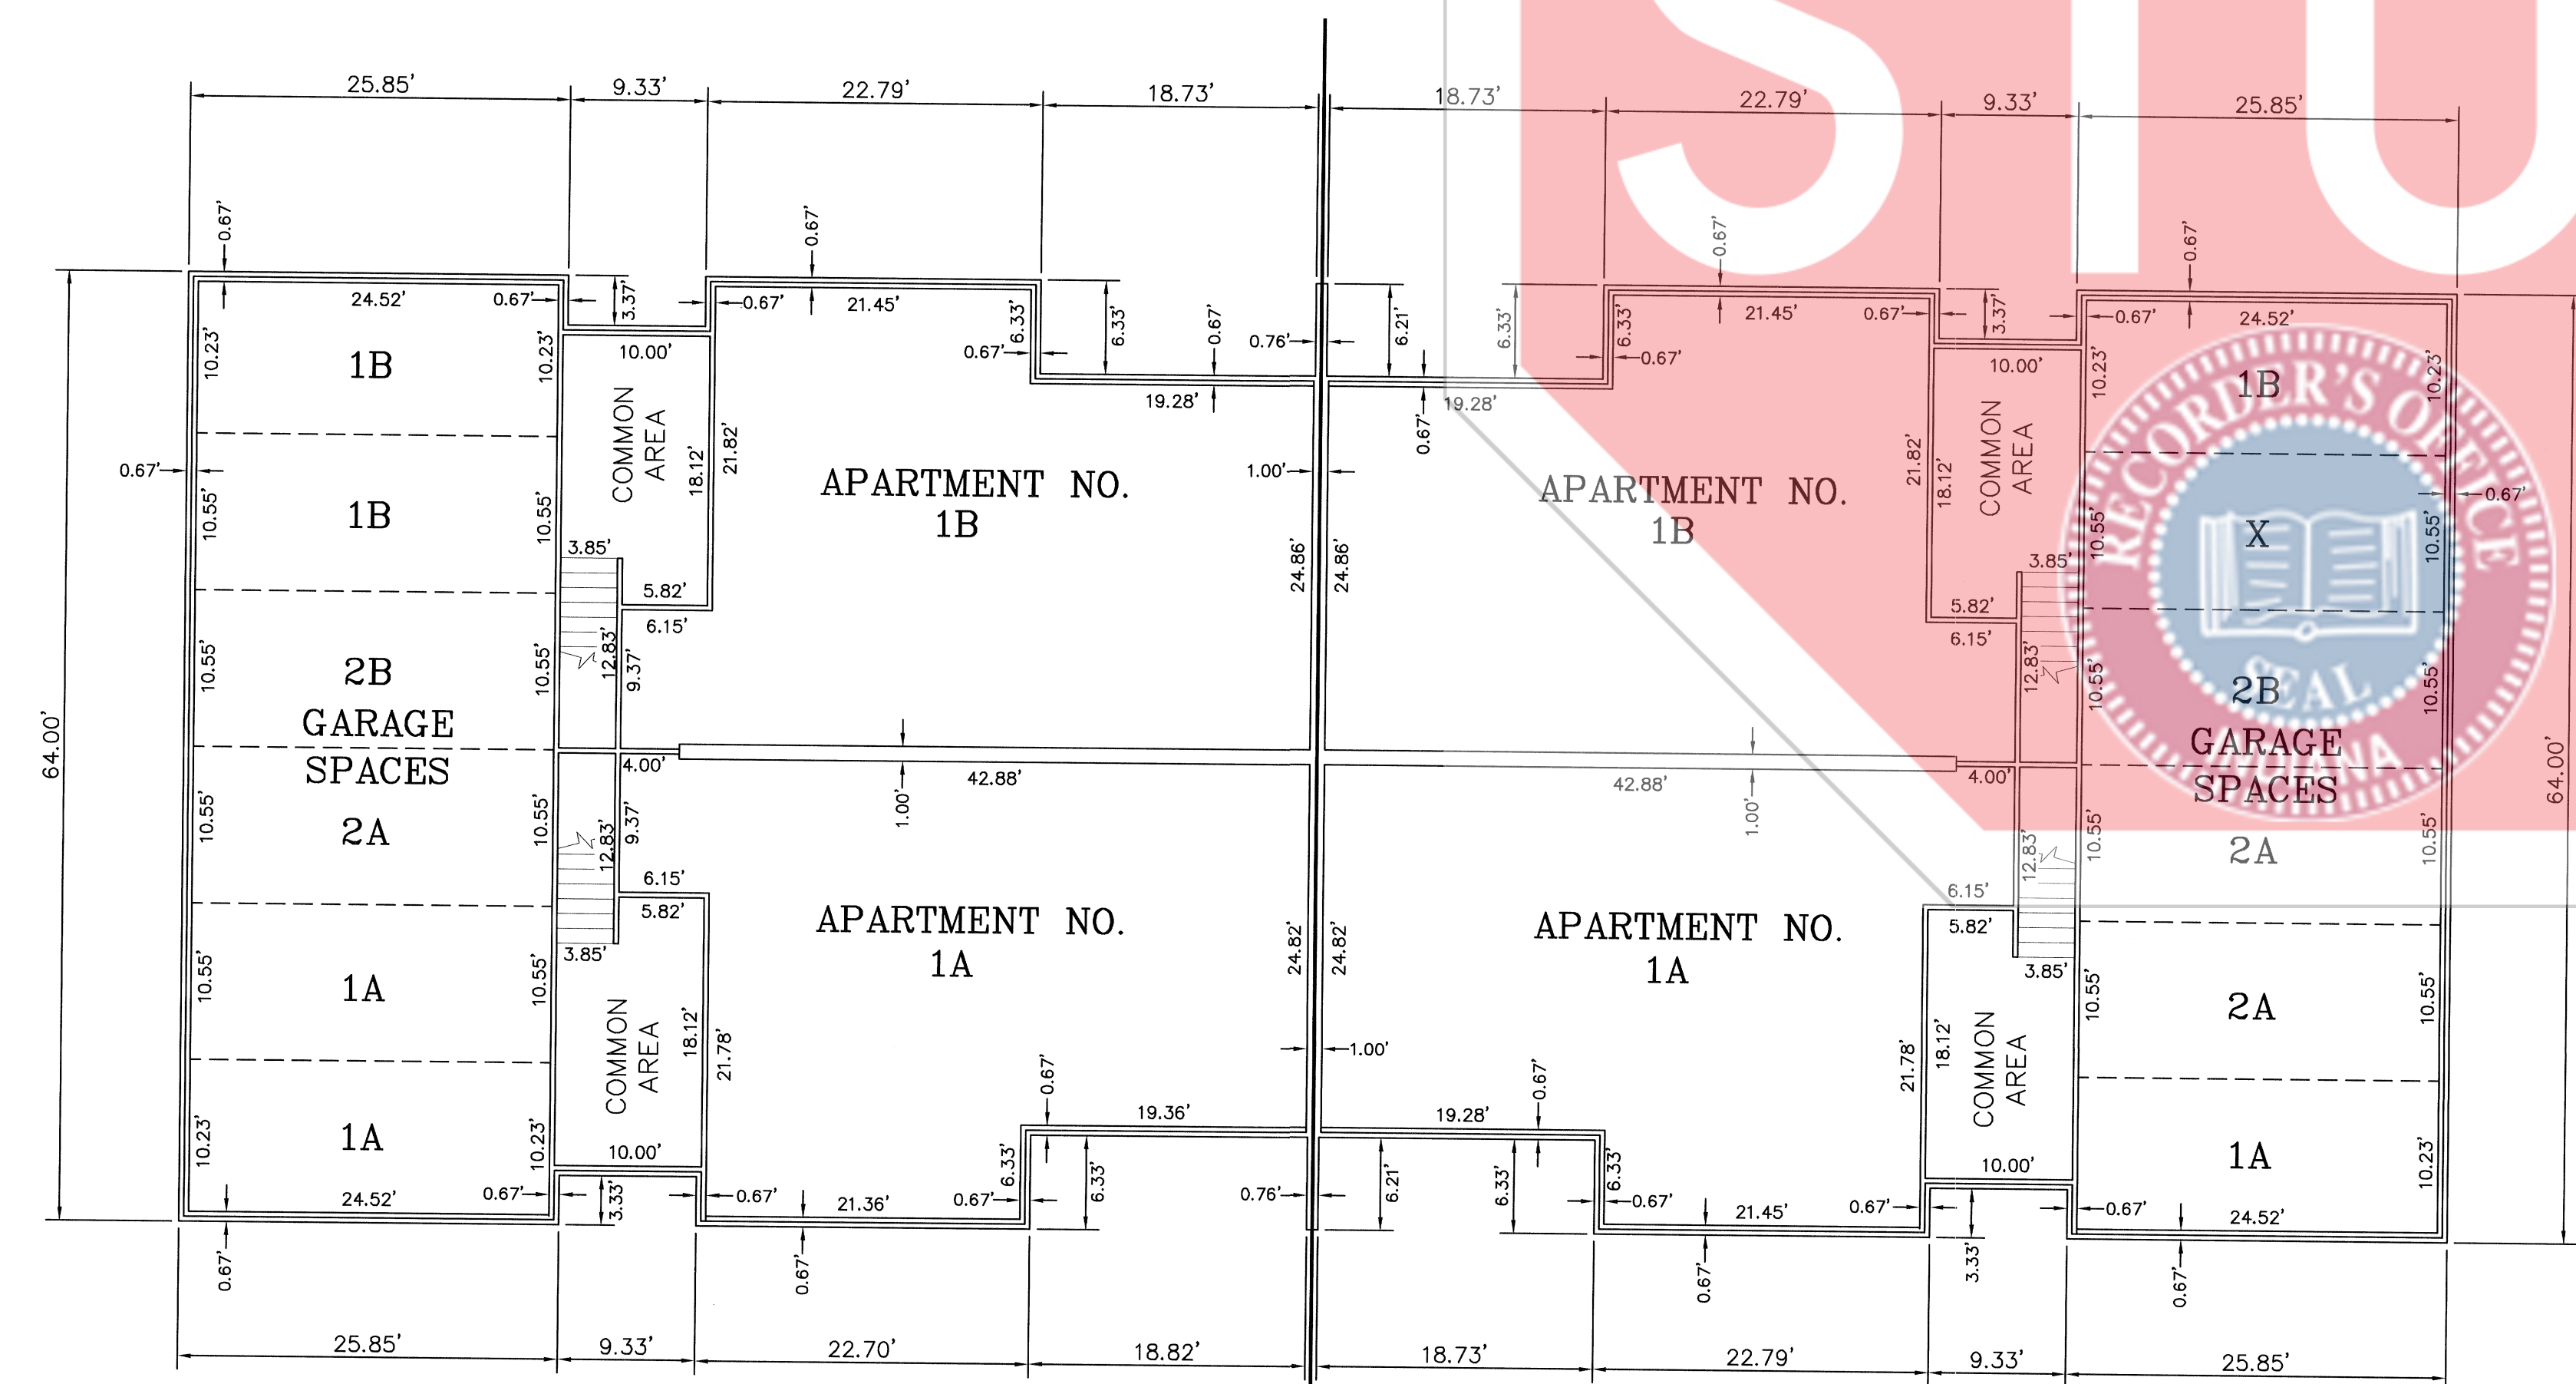 25.85' 9.33' 22.79' 18.73' 18.73' 22.79' 9.33' 25.85'
STU
0.67' 0.67' 0.67' 0.67'
24.52' 0.67' 3.37' 0.67' 21.45' 6.33' 6.33' 0.67' 0.76' 6.21' 6.33' 6.33' 21.45' 0.67' 3.37' 0.67' 24.52'
10.23' 1B 10.23' 10.00' 0.67' 0.67' 10.00' 10.23' 1B 10.23'
19.28' 19.28' 0.67'
COMMON AREA 18.12' 21.82' 21.82' 18.12' COMMON AREA
0.67' 1.00' 0.67'
APARTMENT NO. APARTMENT NO.
1B 1B
10.55' 1B 10.55' 10.55' X 10.55'
3.85' 24.86' 24.86' 3.85'
5.82' 5.82'
6.15' 6.15'
10.55' 2B 10.55' 12.83' 9.37' 12.83' 10.55' 2B 10.55'
RECORDER'S OFFICE
SEAL
INDIANA
64.00' 64.00'
GARAGE GARAGE
SPACES SPACES
4.00' 42.88' 42.88' 4.00'
1.00' 1.00'
10.55' 2A 10.55' 12.83' 9.37' 12.83' 10.55' 2A 10.55'
6.15' 6.15'
5.82' 5.82'
APARTMENT NO. APARTMENT NO.
1A 1A
24.82' 24.82'
3.85' 3.85'
10.55' 1A 10.55' 10.55' 2A 10.55'
COMMON AREA 18.12' 21.78' 21.78' 18.12' COMMON AREA
1.00'
0.67' 0.67'
19.36' 19.28'
10.23' 1A 10.23' 10.00' 10.00' 1A 10.23'
24.52' 0.67' 3.33' 0.67' 21.36' 0.67' 6.33' 6.33' 0.76' 6.21' 6.33' 6.33' 0.67' 21.45' 0.67' 3.33' 0.67' 24.52'
0.67' 0.67' 0.67' 0.67'
25.85' 9.33' 22.70' 18.82' 18.73' 22.79' 9.33' 25.85'